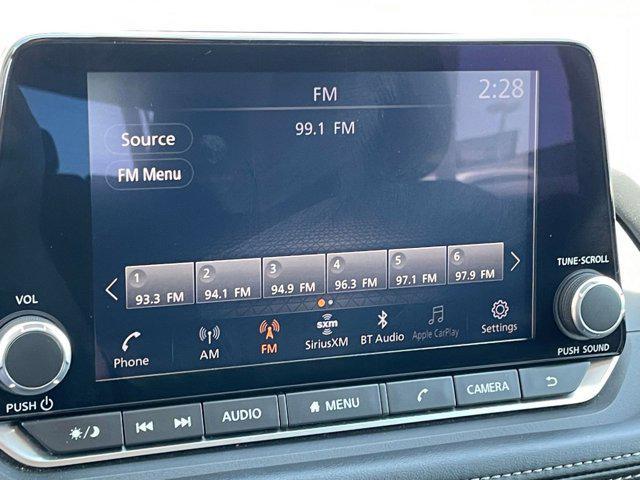 FM
2:28
Source
99.1 FM
FM Menu
1 2 3 4 5 6
93.3 FM 94.1 FM 94.9 FM 96.3 FM 97.1 FM 97.9 FM
Phone AM FM sxm SiriusXM BT Audio Apple CarPlay Settings
VOL
PUSH
TUNE·SCROLL
PUSH SOUND
AUDIO MENU CAMERA